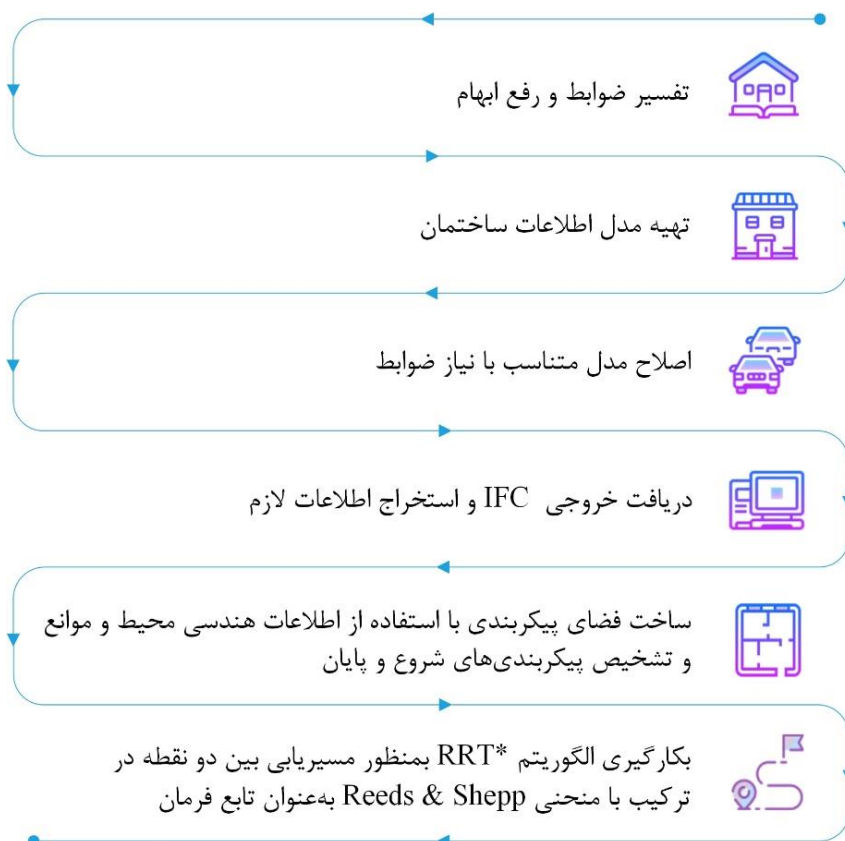 تفسیر ضوابط و رفع ابهام
تهیه مدل اطلاعات ساختمان
اصلاح مدل متناسب با نیاز ضوابط
دریافت خروجی IFC و استخراج اطلاعات لازم
ساخت فضای پیکربندی با استفاده از اطلاعات هندسی محیط و موانع
و تشخیص پیکربندی‌های شروع و پایان
بکارگیری الگوریتم RRT* بمنظور مسیریابی بین دو نقطه در
ترکیب با منحنی Reeds & Shepp به‌عنوان تابع فرمان